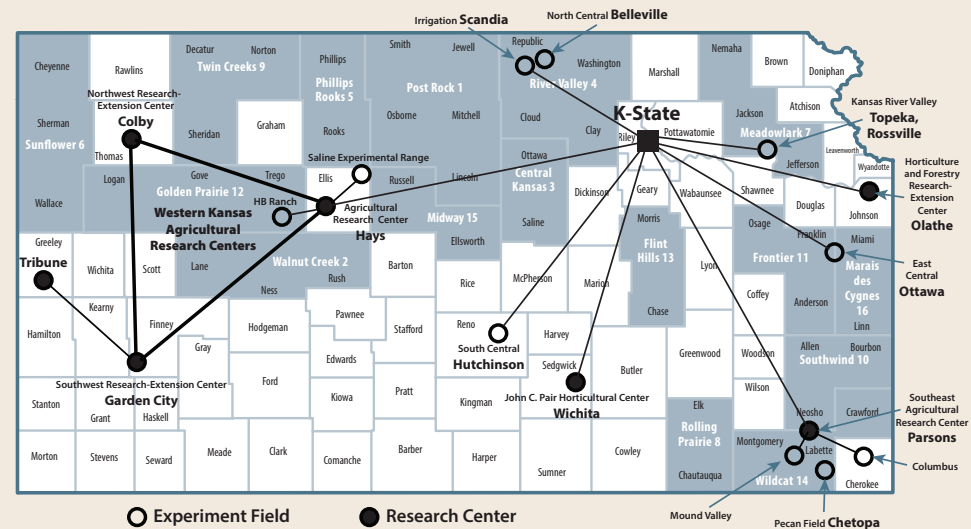 Irrigation Scandia
North Central Belleville
Cheyenne
Rawlins
Decatur
Norton
Twin Creeks 9
Phillips
Phillips
Rooks 5
Smith
Jewell
Post Rock 1
Republic
Washington
River Valley 4
Marshall
Nemaha
Brown
Doniphan
Atchison
Northwest Research-
Extension Center
Colby
Sherman
Sunflower 6
Thomas
Sheridan
Graham
Rooks
Osborne
Mitchell
Cloud
Clay
K-State
Riley
Pottawatomie
Jackson
Meadowlark 7
Jefferson
Leavenworth
Wyandotte
Kansas River Valley
Topeka,
Rossville
Horticulture
and Forestry
Research-
Extension
Center
Olathe
Saline Experimental Range
Wallace
Logan
Gove
Golden Prairie 12
Trego
HB Ranch
Ellis
Russell
Lincoln
Ottawa
Central
Kansas 3
Dickinson
Geary
Wabaunsee
Shawnee
Douglas
Johnson
Western Kansas
Agricultural
Research Centers
Agricultural
Research Center
Hays
Midway 15
Ellsworth
Saline
Morris
Flint
Hills 13
Chase
Lyon
Osage
Franklin
Frontier 11
Miami
Marais
des
Cygnes
16
Linn
East
Central
Ottawa
Greeley
Tribune
Wichita
Scott
Lane
Walnut Creek 2
Ness
Rush
Barton
Rice
McPherson
Marion
Coffey
Anderson
Hamilton
Kearny
Finney
Gray
Hodgeman
Pawnee
Stafford
Edwards
Reno
South Central
Hutchinson
Harvey
Sedgwick
Butler
Greenwood
Woodson
Allen
Bourbon
Southwind 10
Southwest Research-Extension Center
Garden City
Ford
Kiowa
Pratt
Kingman
John C. Pair Horticultural Center
Wichita
Wilson
Neosho
Crawford
Southeast
Agricultural
Research Center
Parsons
Stanton
Grant
Haskell
Elk
Rolling
Prairie 8
Chautauqua
Montgomery
Labette
Wildcat 14
Cherokee
Columbus
Morton
Stevens
Seward
Meade
Clark
Comanche
Barber
Harper
Sumner
Cowley
Mound Valley
Pecan Field Chetopa
Experiment Field
Research Center